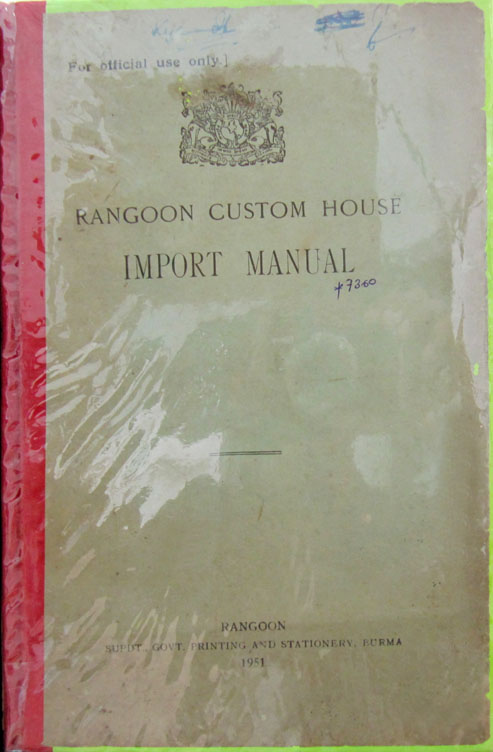 For official use only.]
RANGOON CUSTOM HOUSE
IMPORT MANUAL
7360
RANGOON
SUPDT., GOVT. PRINTING AND STATIONERY, BURMA
1951